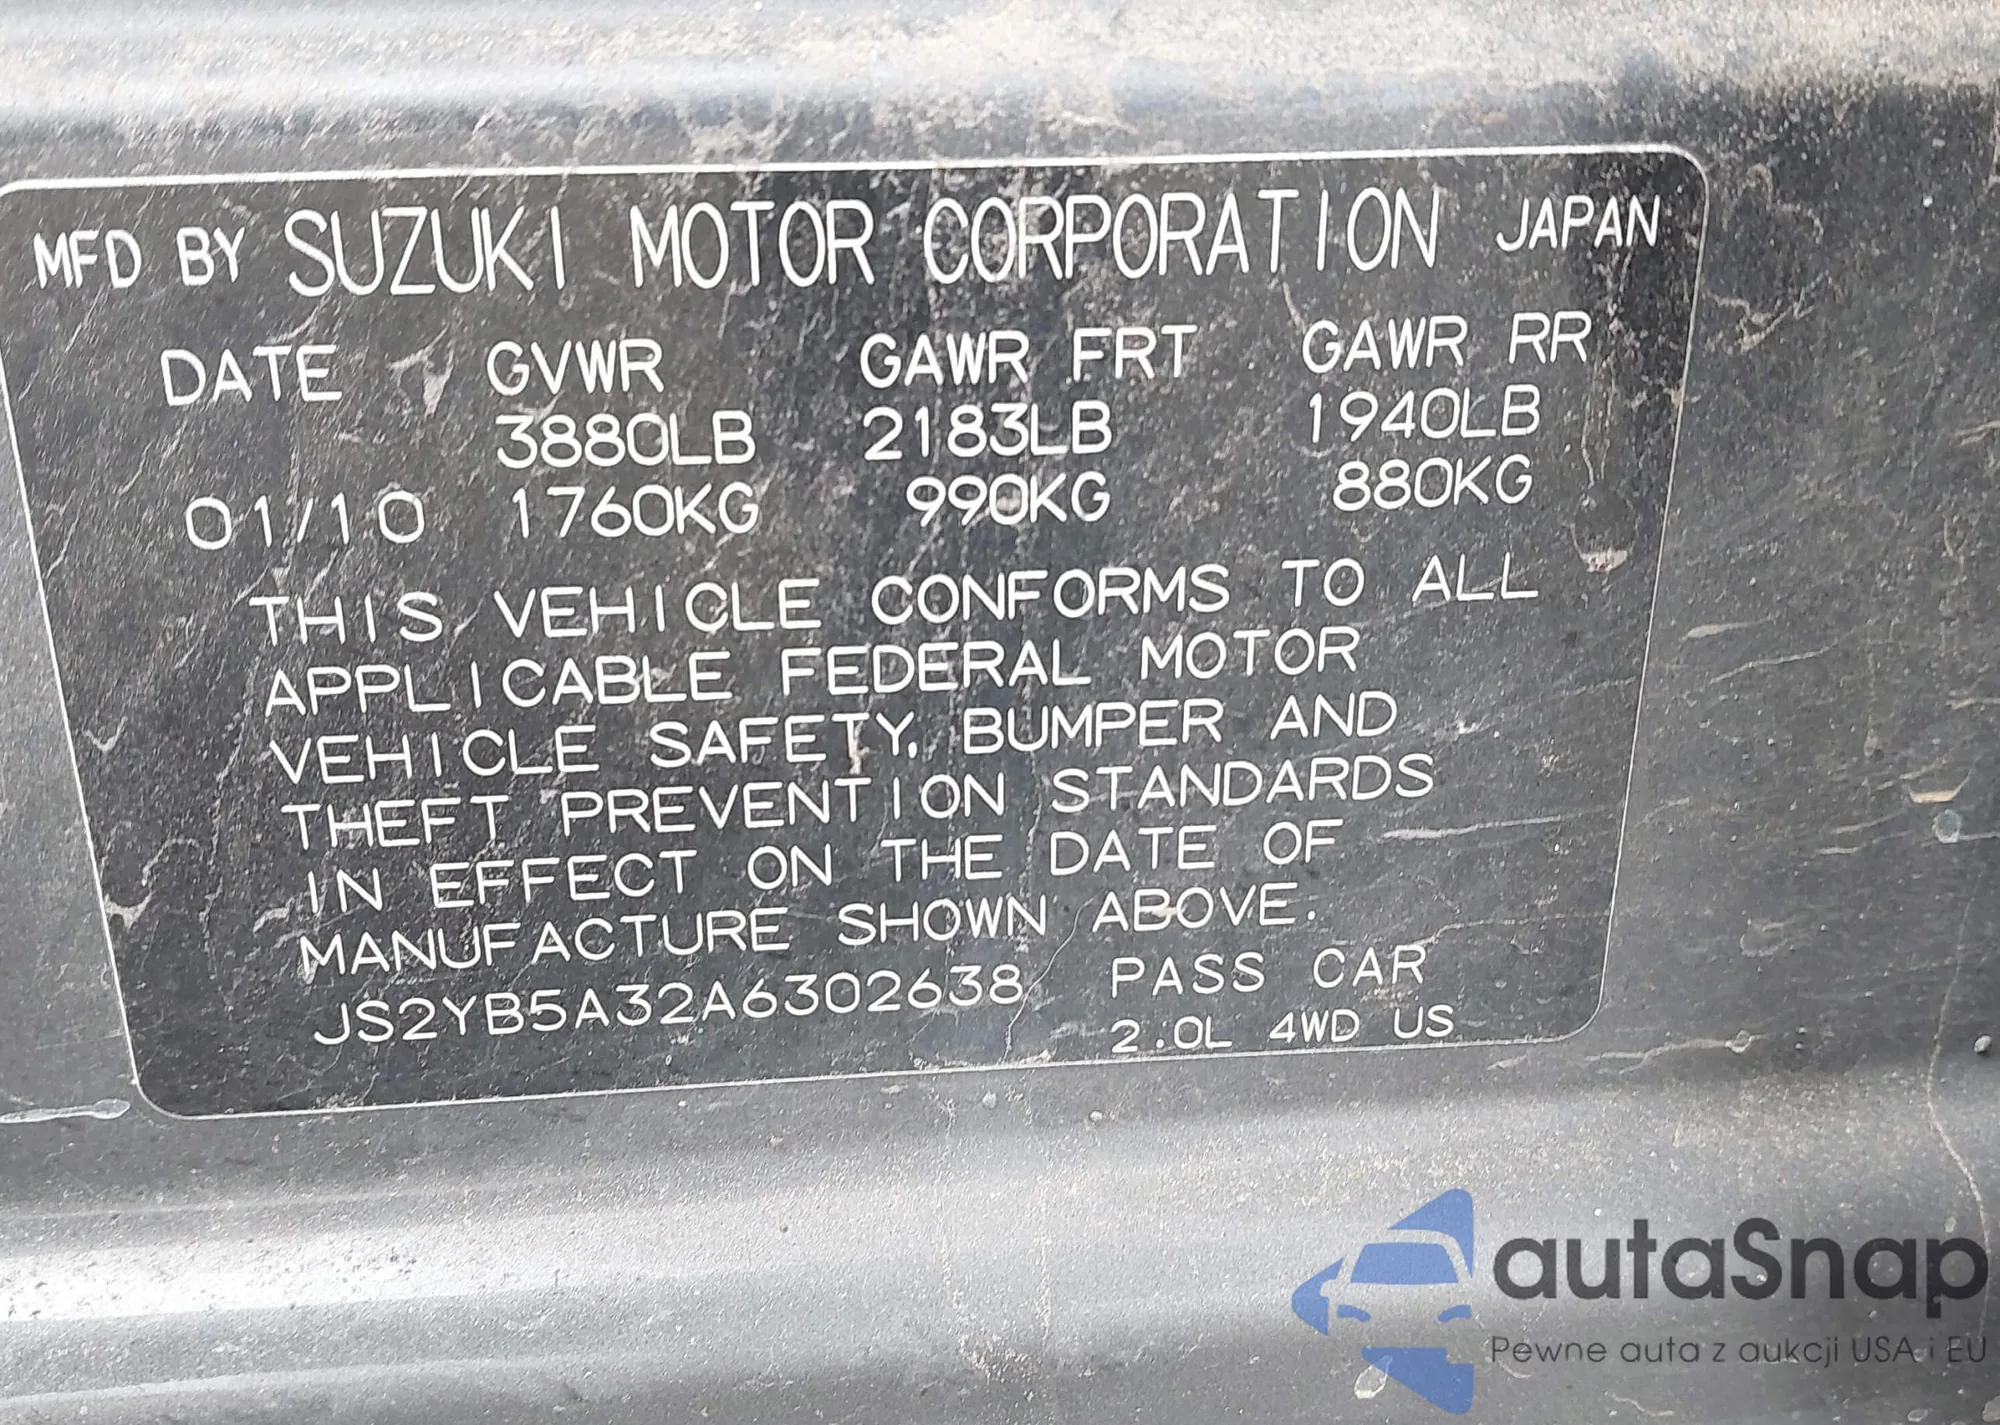 MFD BY SUZUKI MOTOR CORPORATION JAPAN
DATE GVWR GAWR FRT GAWR RR
3880LB 2183LB 1940LB
01/10 1760KG 990KG 880KG
THIS VEHICLE CONFORMS TO ALL
APPLICABLE FEDERAL MOTOR
VEHICLE SAFETY, BUMPER AND
THEFT PREVENTION STANDARDS
IN EFFECT ON THE DATE OF
MANUFACTURE SHOWN ABOVE.
JS2YB5A32A6302638 PASS CAR
2.0L 4WD US
autaSnap
Pewne auta z aukcji USA i EU